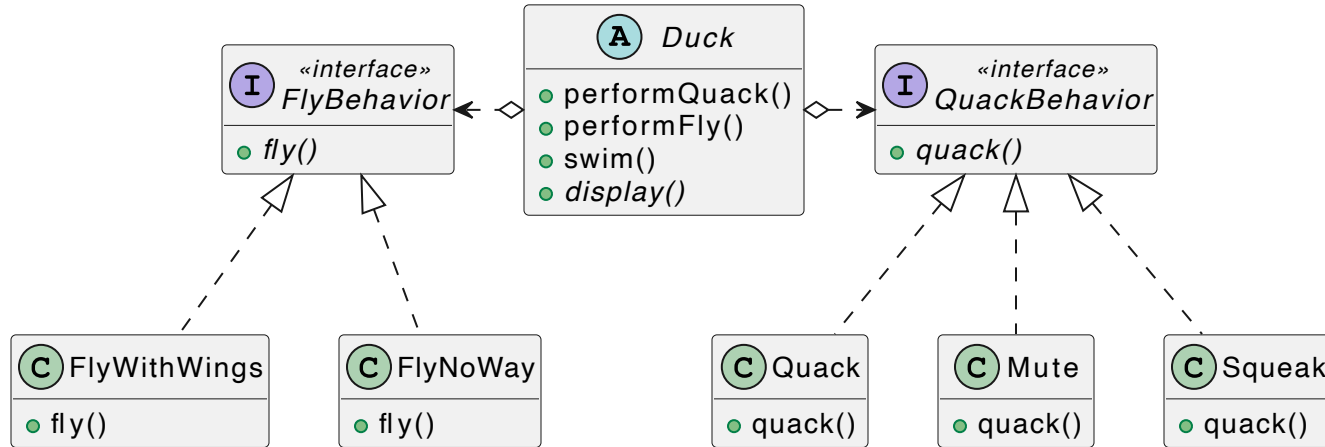 «interface»
I FlyBehavior
fly()
A Duck
performQuack()
performFly()
swim()
display()
«interface»
I QuackBehavior
quack()
C FlyWithWings
fly()
C FlyNoWay
fly()
C Quack
quack()
C Mute
quack()
C Squeak
quack()